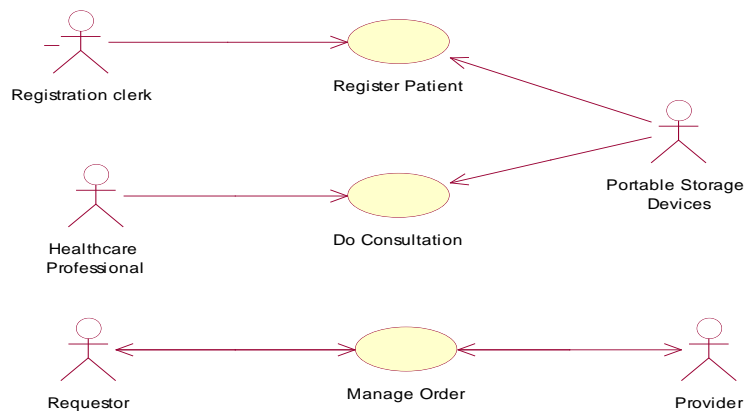 Registration clerk
Register Patient
Portable Storage
Devices
Healthcare
Professional
Do Consultation
Requestor
Manage Order
Provider